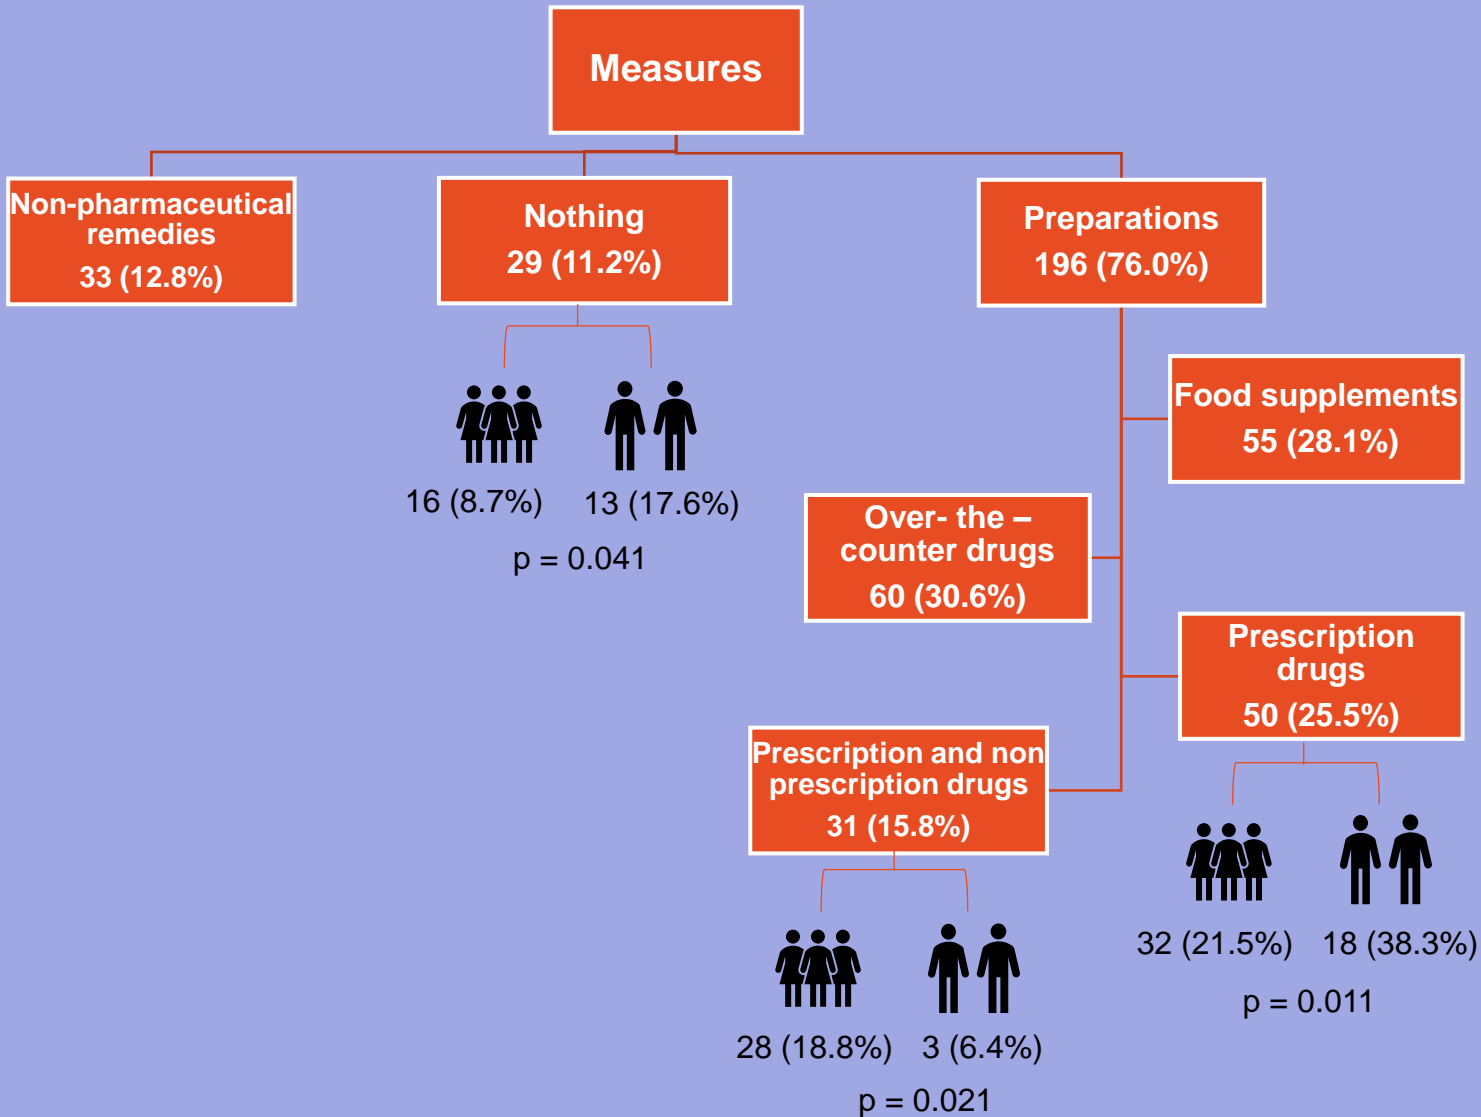 Measures
Non-pharmaceutical
remedies
33 (12.8%)
Nothing
29 (11.2%)
Preparations
196 (76.0%)
Food supplements
55 (28.1%)
16 (8.7%)
13 (17.6%)
p = 0.041
Over- the –
counter drugs
60 (30.6%)
Prescription
drugs
50 (25.5%)
Prescription and non
prescription drugs
31 (15.8%)
32 (21.5%)
18 (38.3%)
p = 0.011
28 (18.8%)
3 (6.4%)
p = 0.021